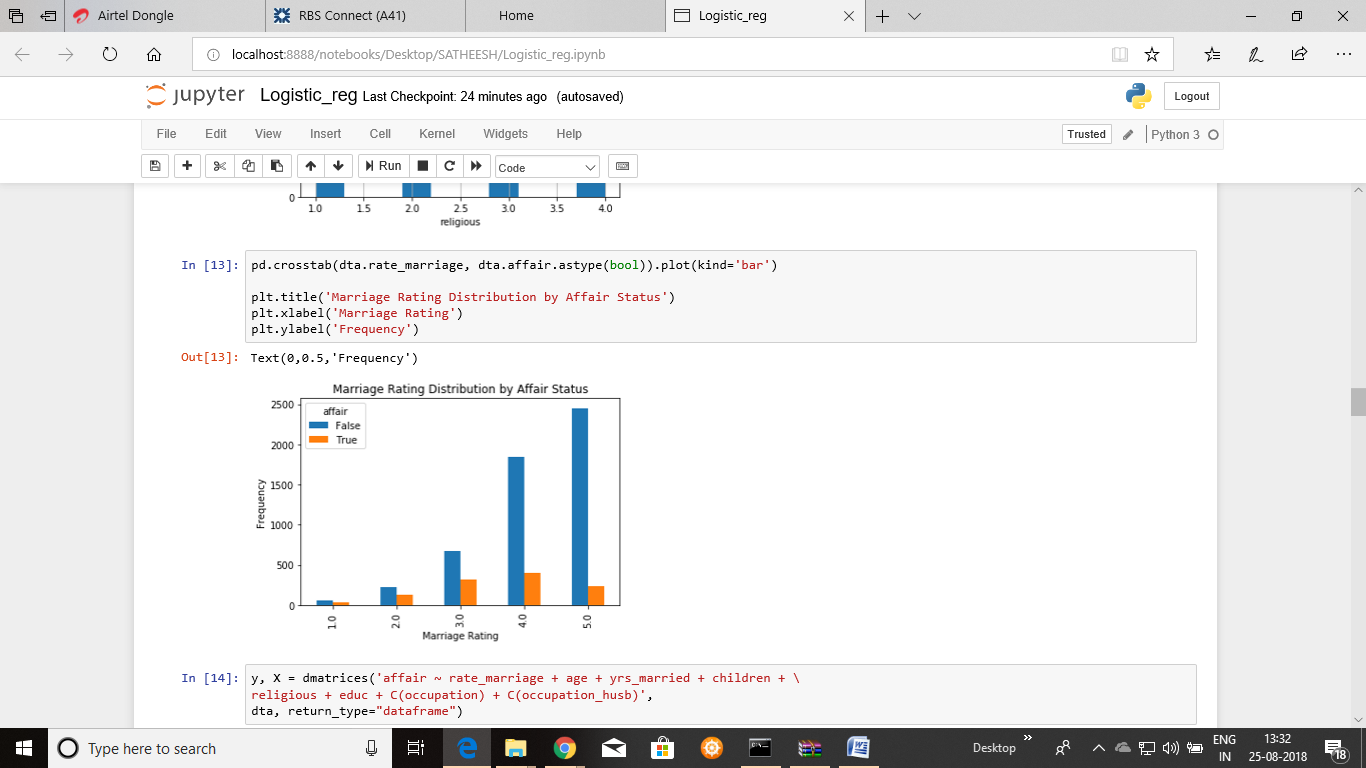 Airtel Dongle
RBS Connect (A41)
Home
Logistic_reg
localhost:8888/notebooks/Desktop/SATHEESH/Logistic_reg.ipynb
jupyter Logistic_reg Last Checkpoint: 24 minutes ago (autosaved)
Logout
File Edit View Insert Cell Kernel Widgets Help
Trusted
Python 3
Run
Code
0
1.0 1.5 2.0 2.5 3.0 3.5 4.0
religious
In [13]: pd.crosstab(dta.rate_marriage, dta.affair.astype(bool)).plot(kind='bar')
plt.title('Marriage Rating Distribution by Affair Status')
plt.xlabel('Marriage Rating')
plt.ylabel('Frequency')
Out[13]: Text(0,0.5,'Frequency')
Marriage Rating Distribution by Affair Status
affair
False
True
2500
2000
1500
1000
500
0
Frequency
1.0 2.0 3.0 4.0 5.0
Marriage Rating
In [14]: y, X = dmatrices('affair ~ rate_marriage + age + yrs_married + children + \
religious + educ + C(occupation) + C(occupation_husb)',
dta, return_type="dataframe")
Type here to search
Desktop
ENG
IN
13:32
25-08-2018
18